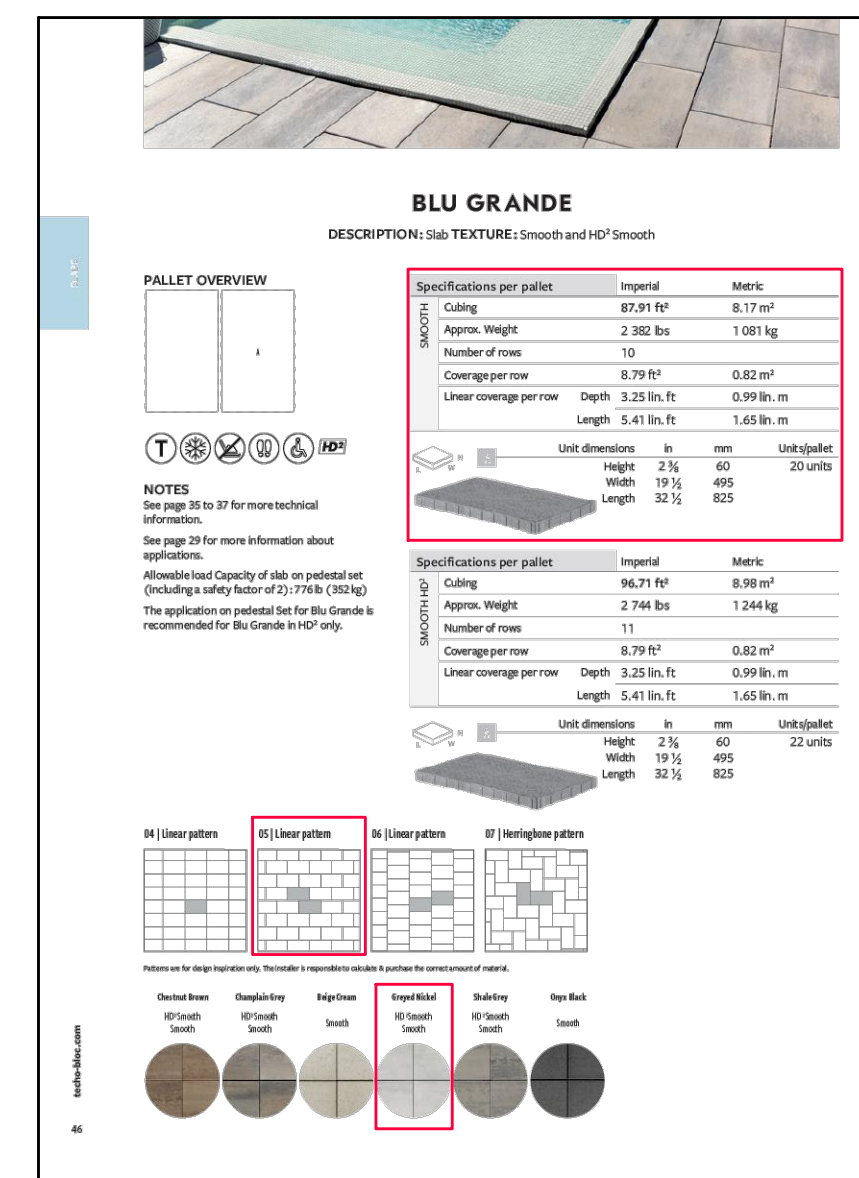 BLU GRANDE
DESCRIPTION: Slab TEXTURE: Smooth and HD² Smooth
PALLET OVERVIEW
A
T
HD²
NOTES
See page 35 to 37 for more technical
information.
See page 29 for more information about
applications.
Allowable load Capacity of slab on pedestal set
(including a safety factor of 2) : 776 lb (352 kg)
The application on pedestal Set for Blu Grande is
recommended for Blu Grande in HD² only.
Specifications per pallet Imperial Metric
SMOOTH
Cubing 87.91 ft² 8.17 m²
Approx. Weight 2 382 lbs 1 081 kg
Number of rows 10
Coverage per row 8.79 ft² 0.82 m²
Linear coverage per row Depth 3.25 lin. ft 0.99 lin. m
Length 5.41 lin. ft 1.65 lin. m
Unit dimensions in mm Units/pallet
Height 2 ⅜ 60 20 units
Width 19 ½ 495
Length 32 ½ 825
H
L W
Specifications per pallet Imperial Metric
SMOOTH HD²
Cubing 96.71 ft² 8.98 m²
Approx. Weight 2 744 lbs 1 244 kg
Number of rows 11
Coverage per row 8.79 ft² 0.82 m²
Linear coverage per row Depth 3.25 lin. ft 0.99 lin. m
Length 5.41 lin. ft 1.65 lin. m
Unit dimensions in mm Units/pallet
Height 2 ⅜ 60 22 units
Width 19 ½ 495
Length 32 ½ 825
H
L W
04 | Linear pattern 05 | Linear pattern 06 | Linear pattern 07 | Herringbone pattern
Patterns are for design inspiration only. The installer is responsible to calculate & purchase the correct amount of material.
Chestnut Brown Champlain Grey Beige Cream Greyed Nickel Shale Grey Onyx Black
HD² Smooth HD² Smooth Smooth HD² Smooth HD² Smooth Smooth
Smooth Smooth Smooth Smooth
techo-bloc.com
46